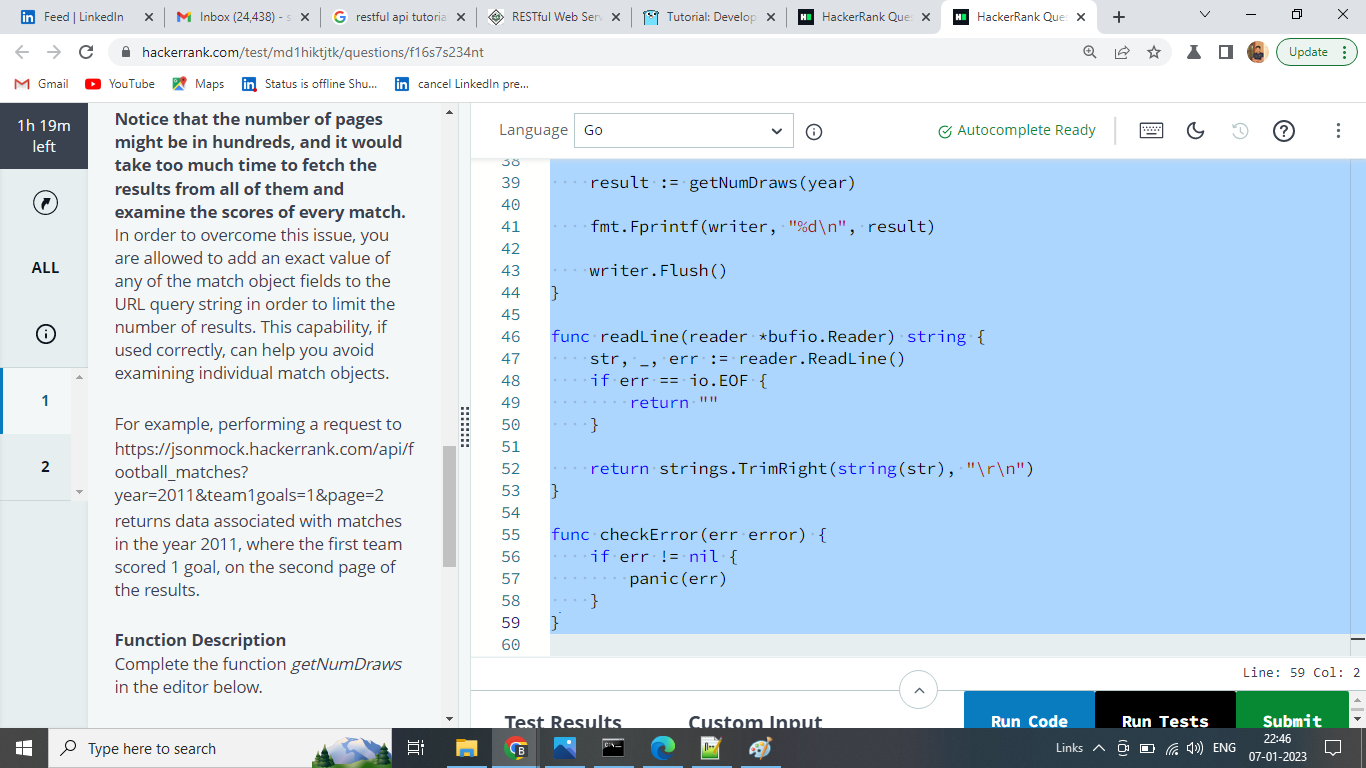 Feed | LinkedIn
Inbox (24,438) - s
restful api tutoria
RESTful Web Serv
Tutorial: Develop
HackerRank Ques
HackerRank Ques
hackerrank.com/test/md1hiktjtk/questions/f16s7s234nt
Update
Gmail
YouTube
Maps
Status is offline Shu...
cancel LinkedIn pre...
1h 19m
left
ALL
1
2
Notice that the number of pages
might be in hundreds, and it would
take too much time to fetch the
results from all of them and
examine the scores of every match.
In order to overcome this issue, you
are allowed to add an exact value of
any of the match object fields to the
URL query string in order to limit the
number of results. This capability, if
used correctly, can help you avoid
examining individual match objects.
For example, performing a request to
https://jsonmock.hackerrank.com/api/f
ootball_matches?
year=2011&team1goals=1&page=2
returns data associated with matches
in the year 2011, where the first team
scored 1 goal, on the second page of
the results.
Function Description
Complete the function getNumDraws
in the editor below.
Language Go
Autocomplete Ready
38
39 result := getNumDraws(year)
40
41 fmt.Fprintf(writer, "%d\n", result)
42
43 writer.Flush()
44 }
45
46 func readLine(reader *bufio.Reader) string {
47 str, _, err := reader.ReadLine()
48 if err == io.EOF {
49 return ""
50 }
51
52 return strings.TrimRight(string(str), "\r\n")
53 }
54
55 func checkError(err error) {
56 if err != nil {
57 panic(err)
58 }
59 }
60
Line: 59 Col: 2
Test Results
Custom Input
Run Code
Run Tests
Submit
Type here to search
Links
ENG
22:46
07-01-2023